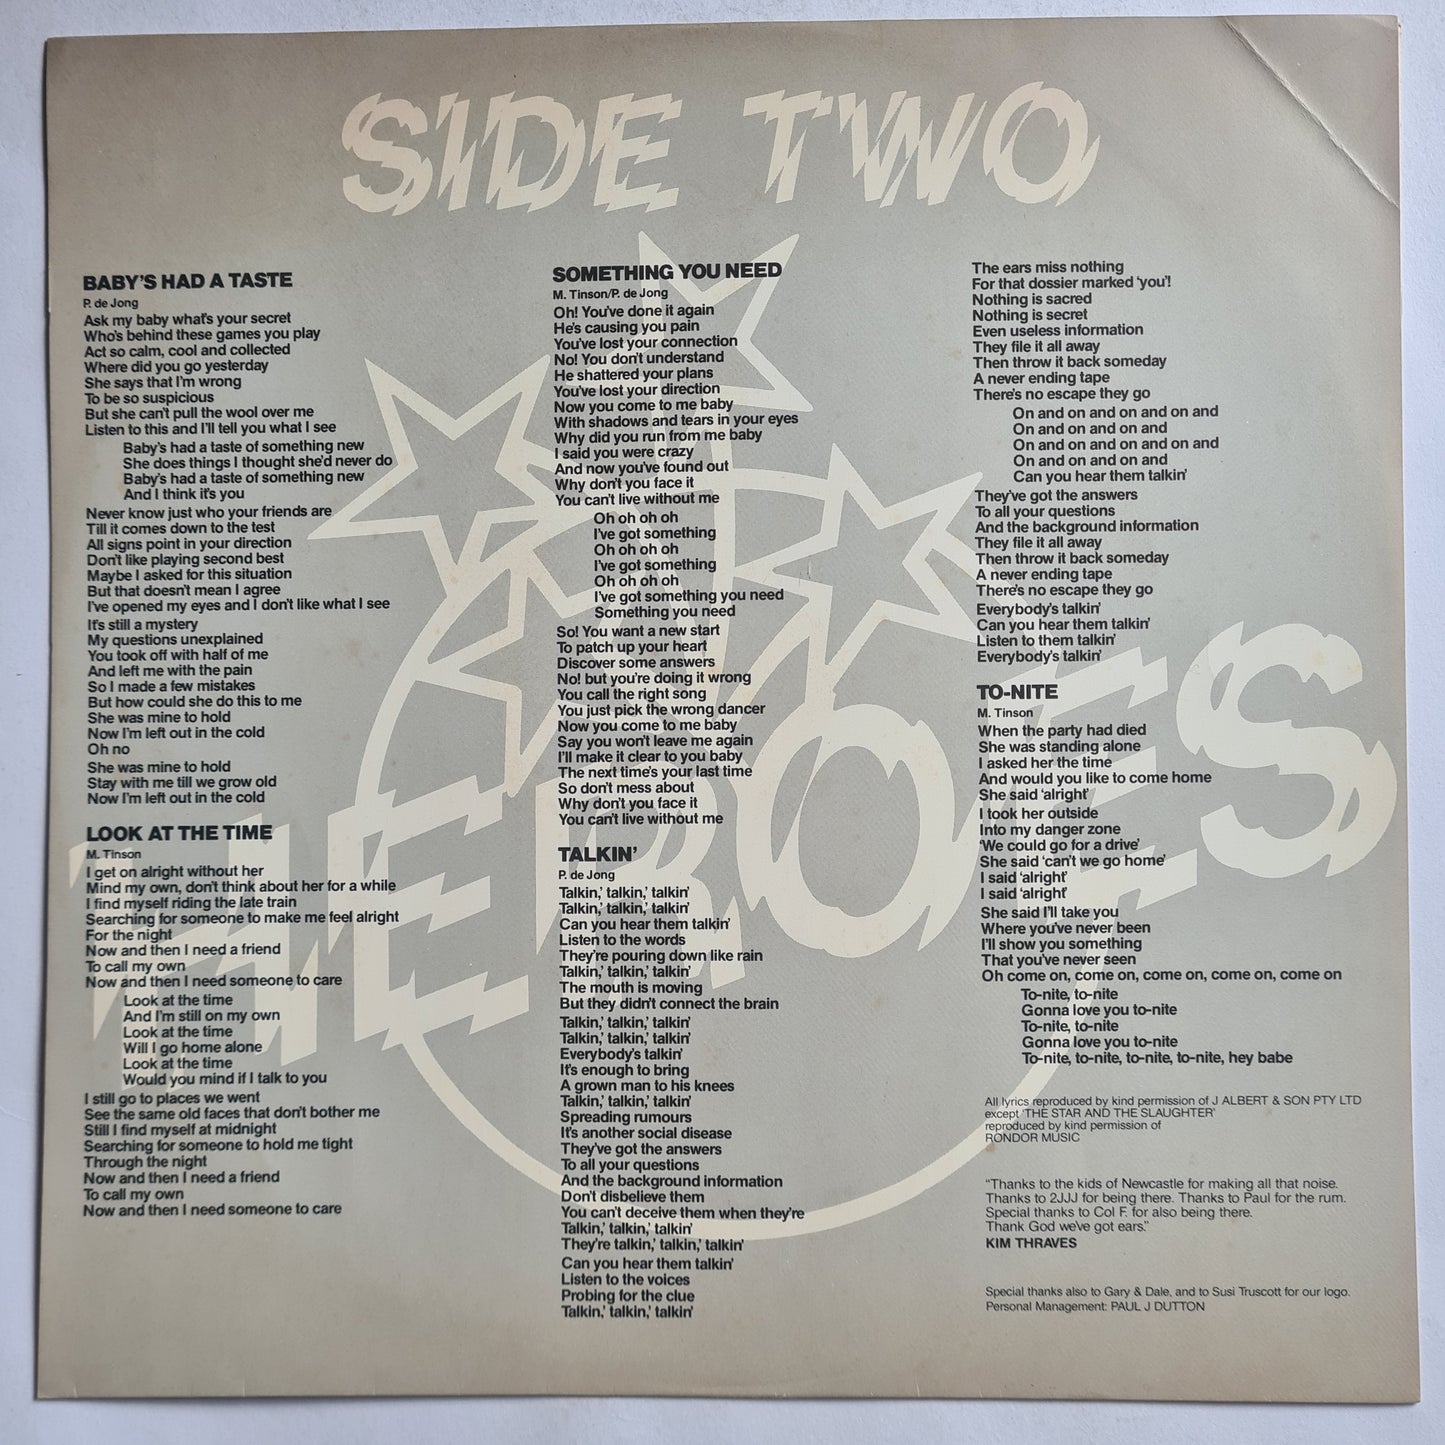 SIDE TWO
HEROES
BABY'S HAD A TASTE
P. de Jong
Ask my baby what's your secret
Who's behind these games you play
Act so calm, cool and collected
Where did you go yesterday
She says that I'm wrong
To be so suspicious
But she can't pull the wool over me
Listen to this and I'll tell you what I see
Baby's had a taste of something new
She does things I thought she'd never do
Baby's had a taste of something new
And I think it's you
Never know just who your friends are
Till it comes down to the test
All signs point in your direction
Don't like playing second best
Maybe I asked for this situation
But that doesn't mean I agree
I've opened my eyes and I don't like what I see
It's still a mystery
My questions unexplained
You took off with half of me
And left me with the pain
So I made a few mistakes
But how could she do this to me
She was mine to hold
Now I'm left out in the cold
Oh no
She was mine to hold
Stay with me till we grow old
Now I'm left out in the cold
LOOK AT THE TIME
M. Tinson
I get on alright without her
Mind my own, don't think about her for a while
I find myself riding the late train
Searching for someone to make me feel alright
For the night
Now and then I need a friend
To call my own
Now and then I need someone to care
Look at the time
And I'm still on my own
Look at the time
Will I go home alone
Look at the time
Would you mind if I talk to you
I still go to places we went
See the same old faces that don't bother me
Still I find myself at midnight
Searching for someone to hold me tight
Through the night
Now and then I need a friend
To call my own
Now and then I need someone to care
SOMETHING YOU NEED
M. Tinson/P. de Jong
Oh! You've done it again
He's causing you pain
You've lost your connection
No! You don't understand
He shattered your plans
You've lost your direction
Now you come to me baby
With shadows and tears in your eyes
Why did you run from me baby
I said you were crazy
And now you've found out
Why don't you face it
You can't live without me
Oh oh oh oh
I've got something
Oh oh oh oh
I've got something
Oh oh oh oh
I've got something you need
Something you need
So! You want a new start
To patch up your heart
Discover some answers
No! but you're doing it wrong
You call the right song
You just pick the wrong dancer
Now you come to me baby
Say you won't leave me again
I'll make it clear to you baby
The next time's your last time
So don't mess about
Why don't you face it
You can't live without me
TALKIN'
P. de Jong
Talkin,' talkin,' talkin'
Talkin,' talkin,' talkin'
Can you hear them talkin'
Listen to the words
They're pouring down like rain
Talkin,' talkin,' talkin'
The mouth is moving
But they didn't connect the brain
Talkin,' talkin,' talkin'
Talkin,' talkin,' talkin'
Everybody's talkin'
It's enough to bring
A grown man to his knees
Talkin,' talkin,' talkin'
Spreading rumours
It's another social disease
They've got the answers
To all your questions
And the background information
Don't disbelieve them
You can't deceive them when they're
Talkin,' talkin,' talkin'
They're talkin,' talkin,' talkin'
Can you hear them talkin'
Listen to the voices
Probing for the clue
Talkin,' talkin,' talkin'
The ears miss nothing
For that dossier marked 'you'!
Nothing is sacred
Nothing is secret
Even useless information
They file it all away
Then throw it back someday
A never ending tape
There's no escape they go
On and on and on and on and
On and on and on and
On and on and on and on and
On and on and on and
Can you hear them talkin'
They've got the answers
To all your questions
And the background information
They file it all away
Then throw it back someday
A never ending tape
There's no escape they go
Everybody's talkin'
Can you hear them talkin'
Listen to them talkin'
Everybody's talkin'
TO-NITE
M. Tinson
When the party had died
She was standing alone
I asked her the time
And would you like to come home
She said 'alright'
I took her outside
Into my danger zone
'We could go for a drive'
She said 'can't we go home'
I said 'alright'
I said 'alright'
She said I'll take you
Where you've never been
I'll show you something
That you've never seen
Oh come on, come on, come on, come on, come on
To-nite, to-nite
Gonna love you to-nite
To-nite, to-nite
Gonna love you to-nite
To-nite, to-nite, to-nite, to-nite, hey babe
All lyrics reproduced by kind permission of J ALBERT & SON PTY LTD
except 'THE STAR AND THE SLAUGHTER'
reproduced by kind permission of
RONDOR MUSIC
"Thanks to the kids of Newcastle for making all that noise.
Thanks to 2JJJ for being there. Thanks to Paul for the rum.
Special thanks to Col F. for also being there.
Thank God we've got ears."
KIM THRAVES
Special thanks also to Gary & Dale, and to Susi Truscott for our logo.
Personal Management: PAUL J DUTTON